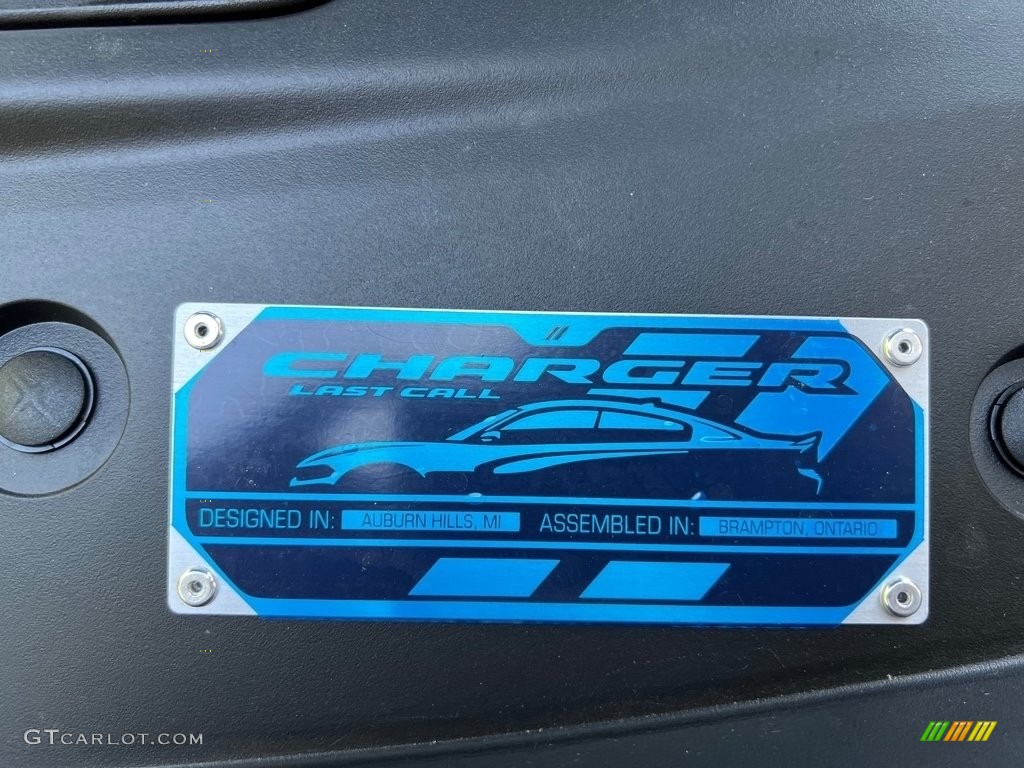 CHARGER
LAST CALL
DESIGNED IN: AUBURN HILLS, MI ASSEMBLED IN: BRAMPTON, ONTARIO
GTCARLOT.COM